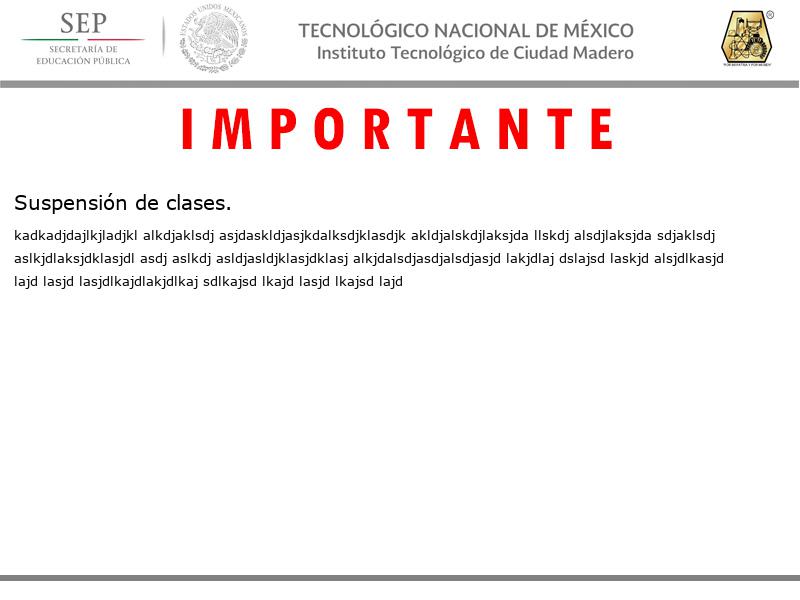 SEP
SECRETARÍA DE
EDUCACIÓN PÚBLICA
ESTADOS UNIDOS MEXICANOS
TECNOLÓGICO NACIONAL DE MÉXICO
Instituto Tecnológico de Ciudad Madero
®
IMPORTANTE
Suspensión de clases.
kadkadjdajlkjladjkl alkdjaklsdj asjdaskldjasjkdalksdjklasdjk akldjalskdjlaksjda llskdj alsdjlaksjda sdjaklsdj
aslkjdlaksjdklasjdl asdj aslkdj asldjasldjklasjdklasj alkjdalsdjasdjalsdjasjd lakjdlaj dslajsd laskjd alsjdlkasjd
lajd lasjd lasjdlkajdlakjdlkaj sdlkajsd lkajd lasjd lkajsd lajd